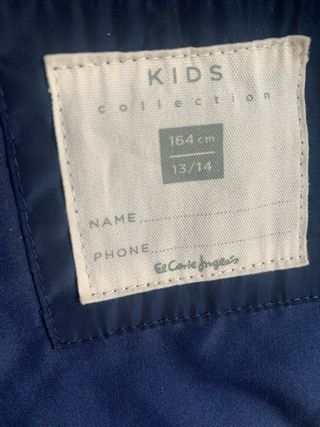 KIDS
collection
164 cm
13/14
NAME..............................
PHONE..............................
El Corte Inglés